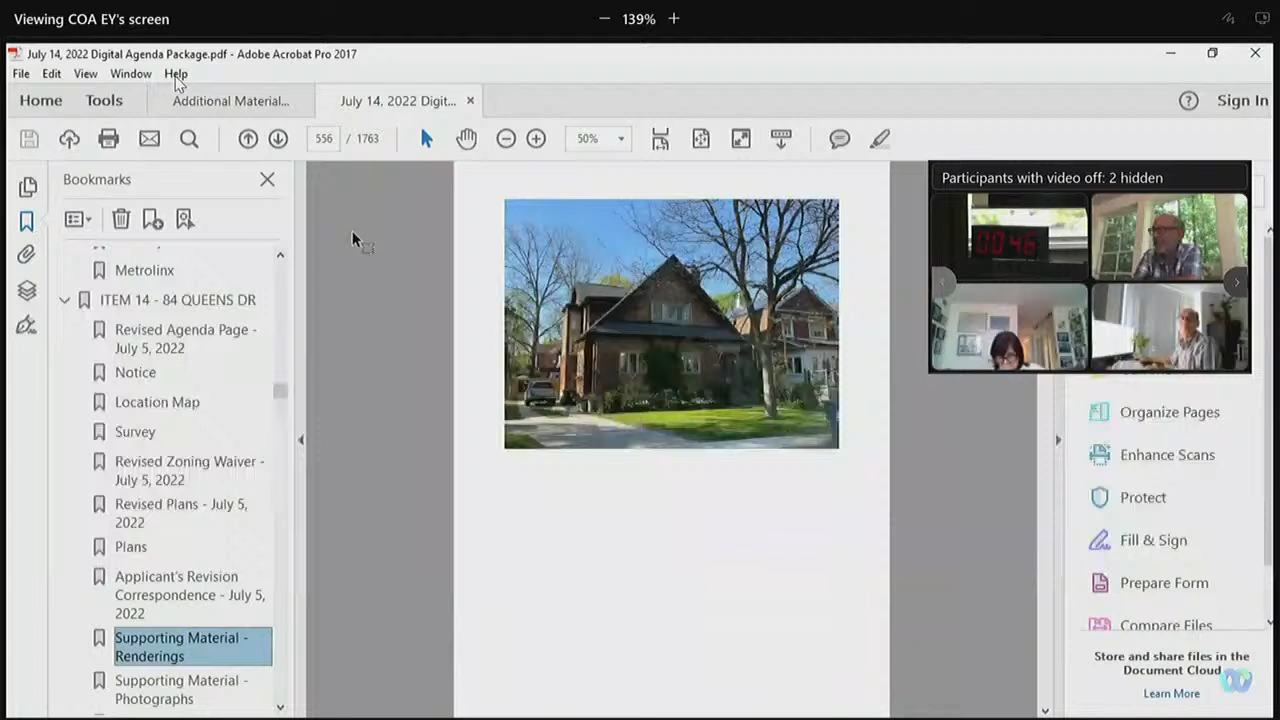 Viewing COA EY's screen
139%
July 14, 2022 Digital Agenda Package.pdf - Adobe Acrobat Pro 2017
File Edit View Window Help
Home Tools Additional Material... July 14, 2022 Digit... Sign In
556 / 1763 50%
Bookmarks
Participants with video off: 2 hidden
00:46
Metrolinx
ITEM 14 - 84 QUEENS DR
Revised Agenda Page -
July 5, 2022
Notice
Location Map
Survey
Revised Zoning Waiver -
July 5, 2022
Revised Plans - July 5,
2022
Plans
Applicant's Revision
Correspondence - July 5,
2022
Supporting Material -
Renderings
Supporting Material -
Photographs
Organize Pages
Enhance Scans
Protect
Fill & Sign
Prepare Form
Compare Files
Store and share files in the
Document Cloud
Learn More